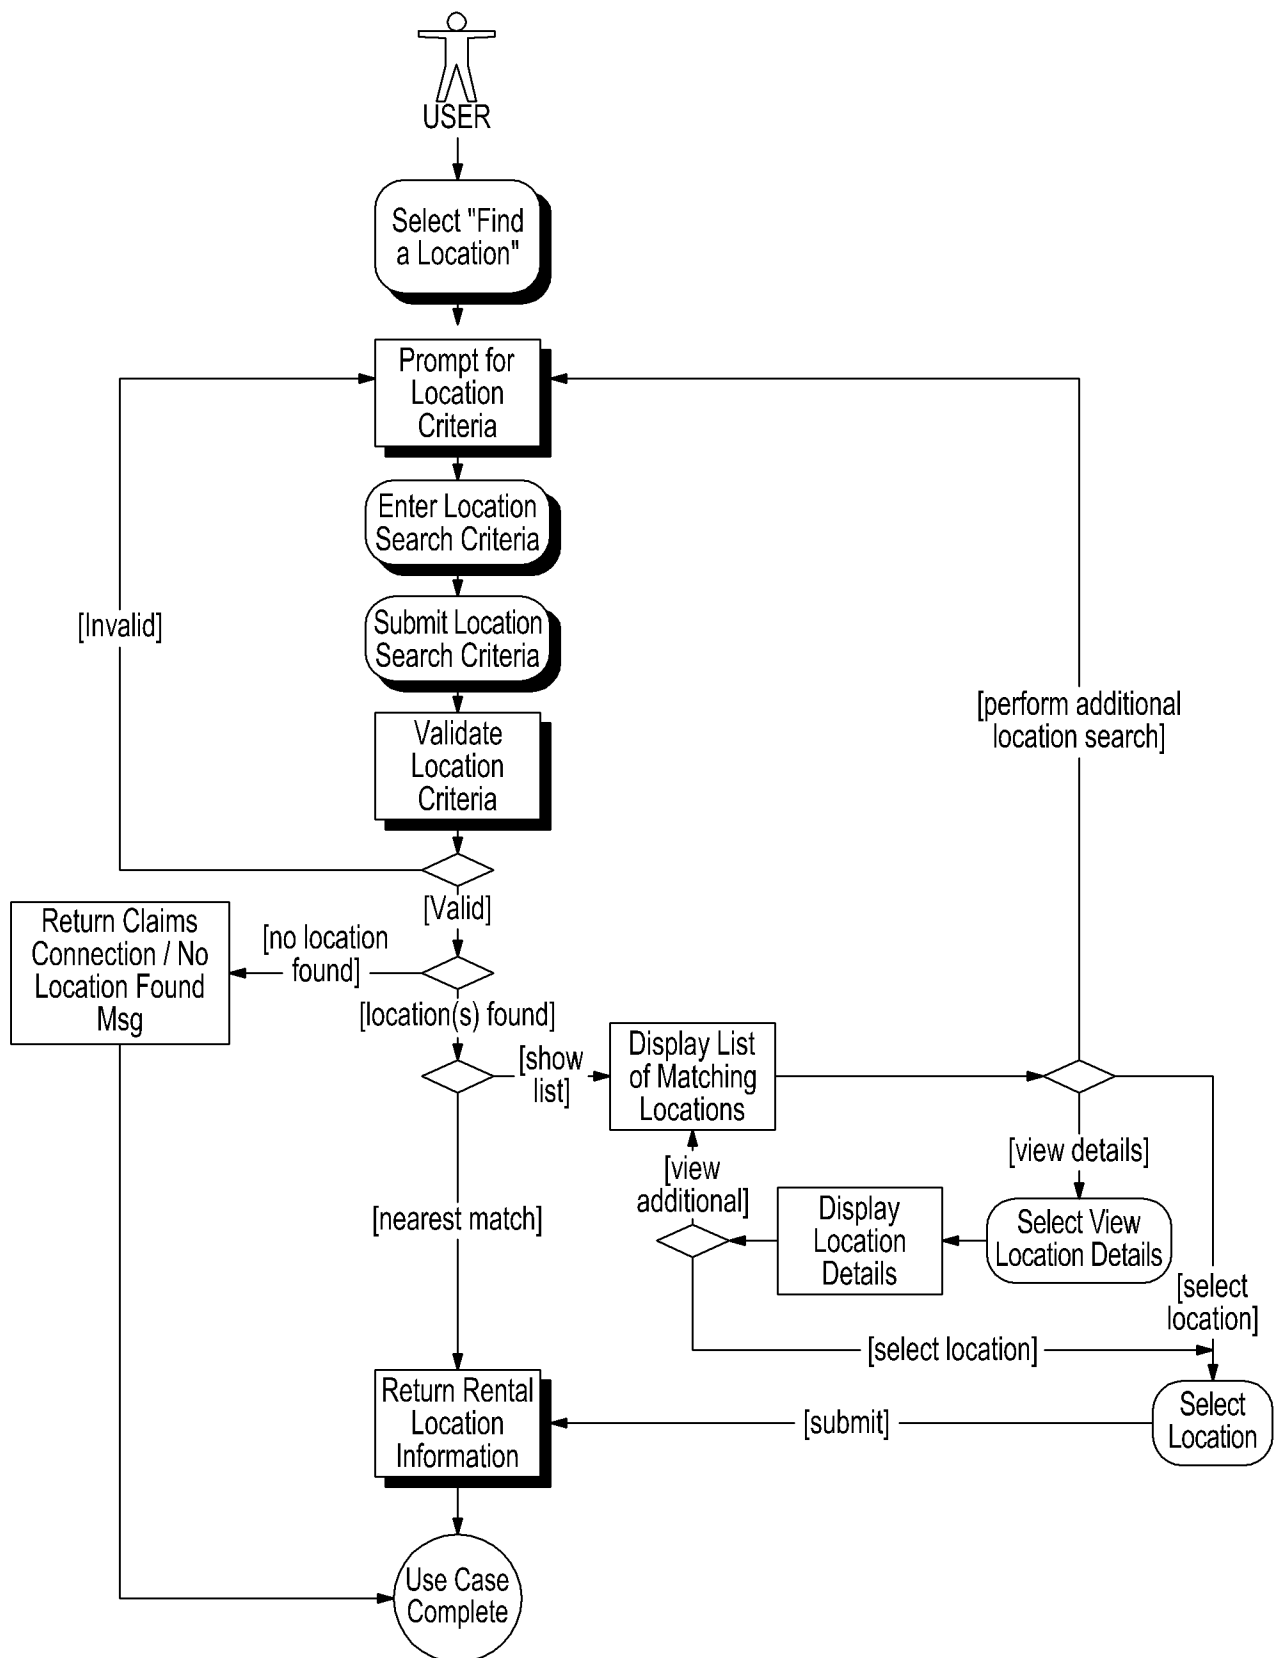 USER
Select "Find
a Location"
Prompt for
Location
Criteria
Enter Location
Search Criteria
[Invalid]
Submit Location
Search Criteria
[perform additional
location search]
Validate
Location
Criteria
[Valid]
Return Claims
Connection / No
Location Found
Msg
[no location
found]
[location(s) found]
[show
list]
Display List
of Matching
Locations
[view details]
[view
additional]
[nearest match]
Display
Location
Details
Select View
Location Details
[select
location]
[select location]
Return Rental
Location
Information
[submit]
Select
Location
Use Case
Complete